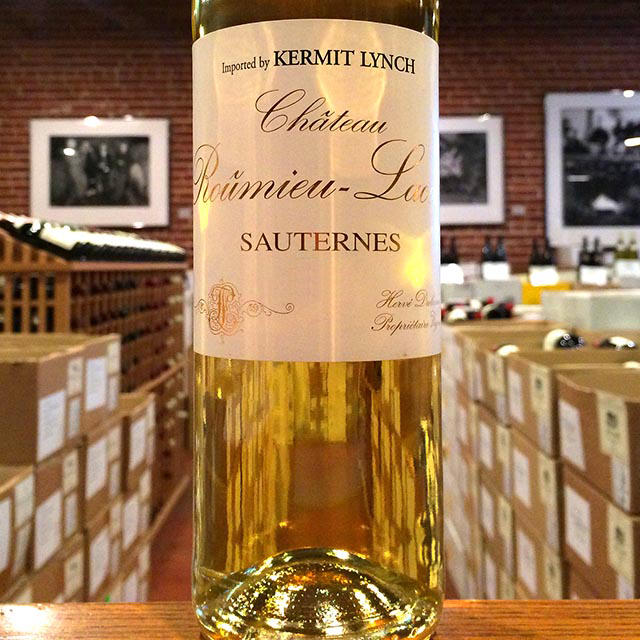 Imported by KERMIT LYNCH
Château
Roûmieu-Lac
SAUTERNES
Hervé
Propriétaire